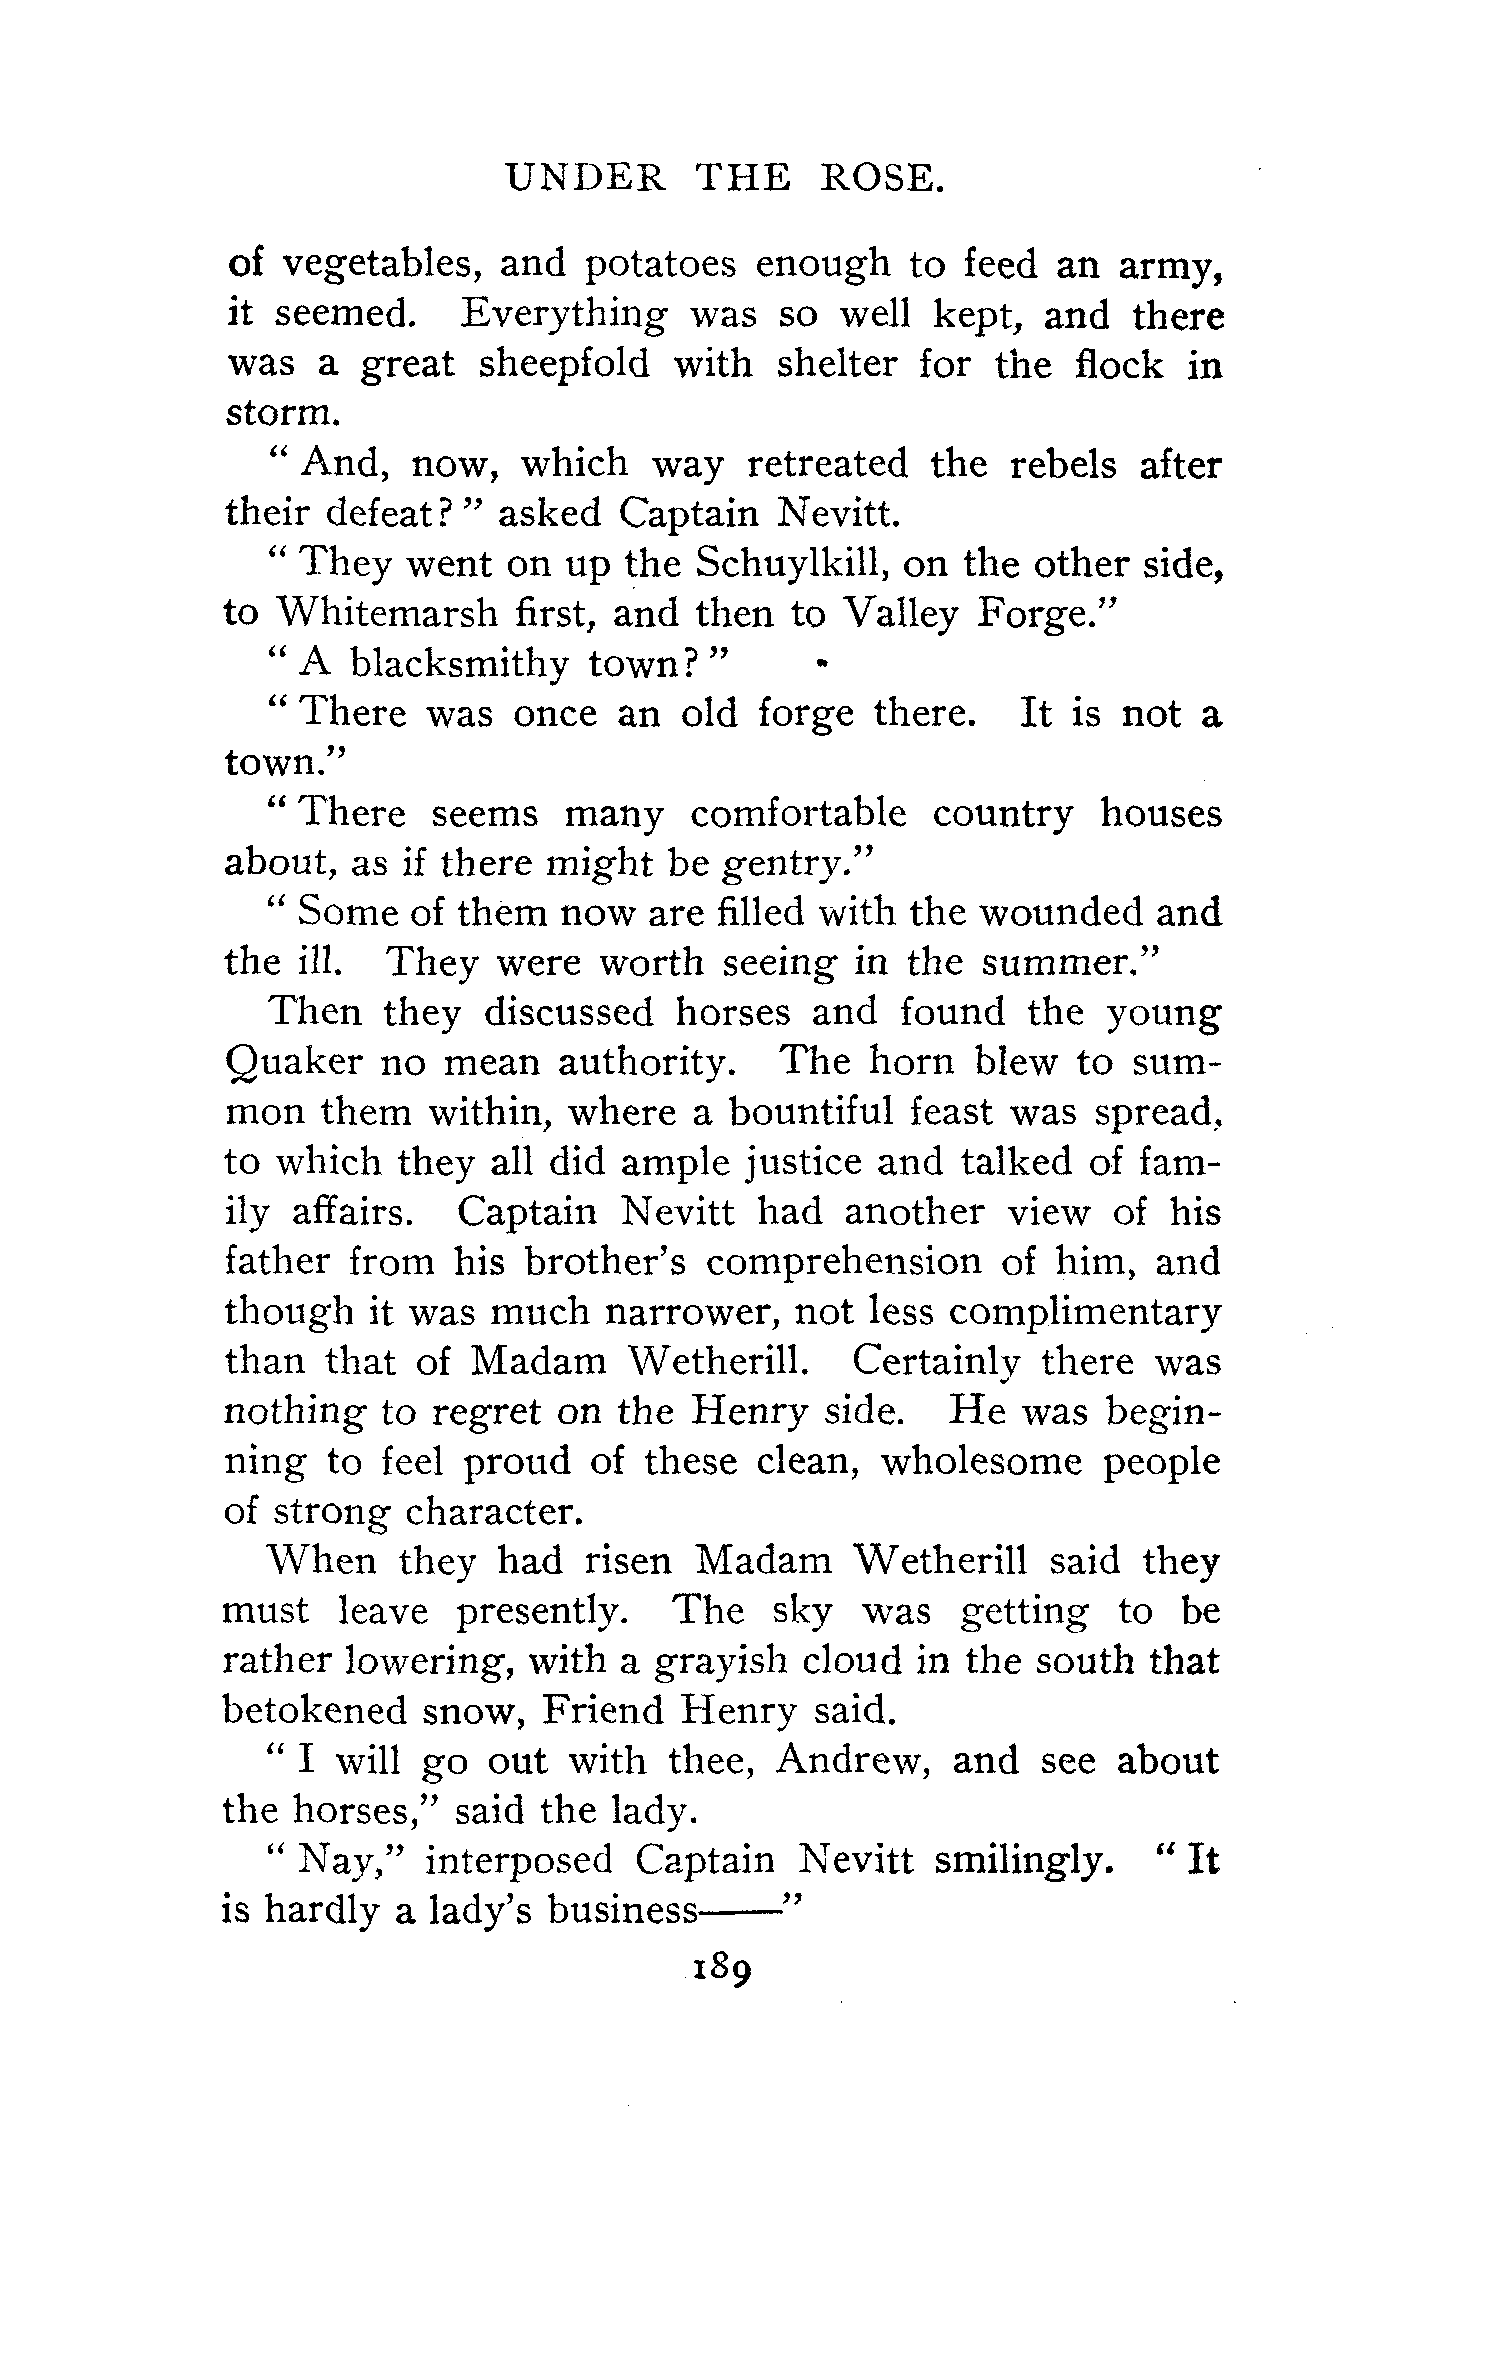 UNDER THE ROSE.
of vegetables, and potatoes enough to feed an army,
it seemed. Everything was so well kept, and there
was a great sheepfold with shelter for the flock in
storm.
" And, now, which way retreated the rebels after
their defeat? " asked Captain Nevitt.
" They went on up the Schuylkill, on the other side,
to Whitemarsh first, and then to Valley Forge."
" A blacksmithy town? "
" There was once an old forge there. It is not a
town."
" There seems many comfortable country houses
about, as if there might be gentry."
" Some of them now are filled with the wounded and
the ill. They were worth seeing in the summer."
Then they discussed horses and found the young
Quaker no mean authority. The horn blew to sum-
mon them within, where a bountiful feast was spread,
to which they all did ample justice and talked of fam-
ily affairs. Captain Nevitt had another view of his
father from his brother's comprehension of him, and
though it was much narrower, not less complimentary
than that of Madam Wetherill. Certainly there was
nothing to regret on the Henry side. He was begin-
ning to feel proud of these clean, wholesome people
of strong character.
When they had risen Madam Wetherill said they
must leave presently. The sky was getting to be
rather lowering, with a grayish cloud in the south that
betokened snow, Friend Henry said.
" I will go out with thee, Andrew, and see about
the horses," said the lady.
" Nay," interposed Captain Nevitt smilingly. " It
is hardly a lady's business——"
189